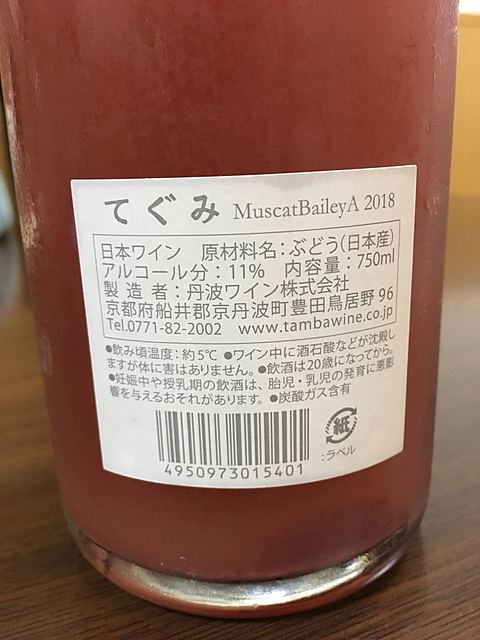 てぐみ MuscatBaileyA 2018
日本ワイン 原材料名：ぶどう（日本産）
アルコール分：11% 内容量：750ml
製造者：丹波ワイン株式会社
京都府船井郡京丹波町豊田鳥居野 96
Tel.0771-82-2002 www.tambawine.co.jp
●飲み頃温度：約5℃ ●ワイン中に酒石酸などが沈殿し
ますが体に害はありません。●飲酒は20歳になってから。
●妊娠中や授乳期の飲酒は、胎児・乳児の発育に悪影
響を与えるおそれがあります。●炭酸ガス含有
紙
：ラベル
4950973015401